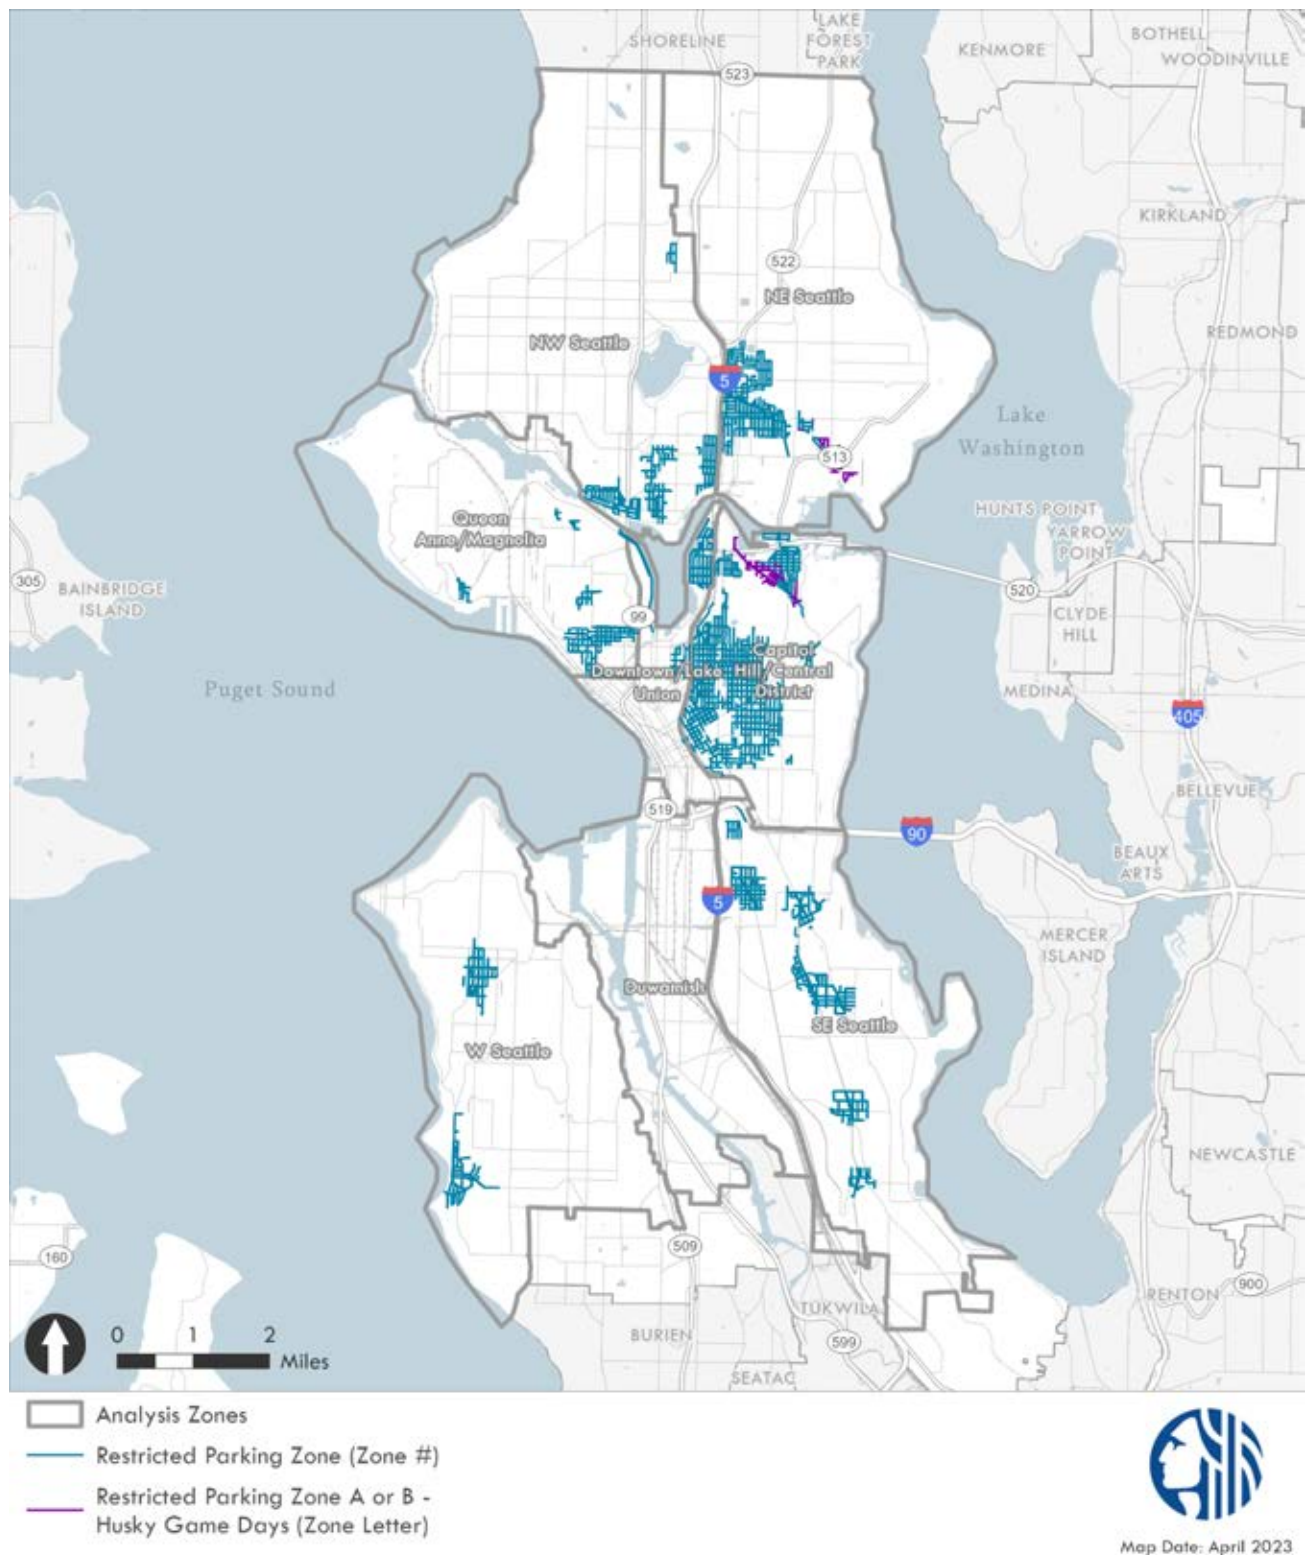 SHORELINE
LAKE
FOREST
PARK
KENMORE
BOTHELL
WOODINVILLE
523
KIRKLAND
522
NE Seattle
NW Seattle
REDMOND
5
Lake
Washington
513
HUNTS POINT
YARROW
POINT
Queen
Anne/Magnolia
305
BAINBRIDGE
ISLAND
520
CLYDE
HILL
99
Capital
Hill/Central
District
Downtown/Lake
Union
Puget Sound
MEDINA
405
BELLEVUE
519
90
BEAUX
ARTS
5
MERCER
ISLAND
Duwamish
SE Seattle
W Seattle
NEWCASTLE
160
509
900
RENTON
TUKWILA
599
BURIEN
SEATAC
0 1 2
Miles
Analysis Zones
Restricted Parking Zone (Zone #)
Restricted Parking Zone A or B -
Husky Game Days (Zone Letter)
Map Date: April 2023